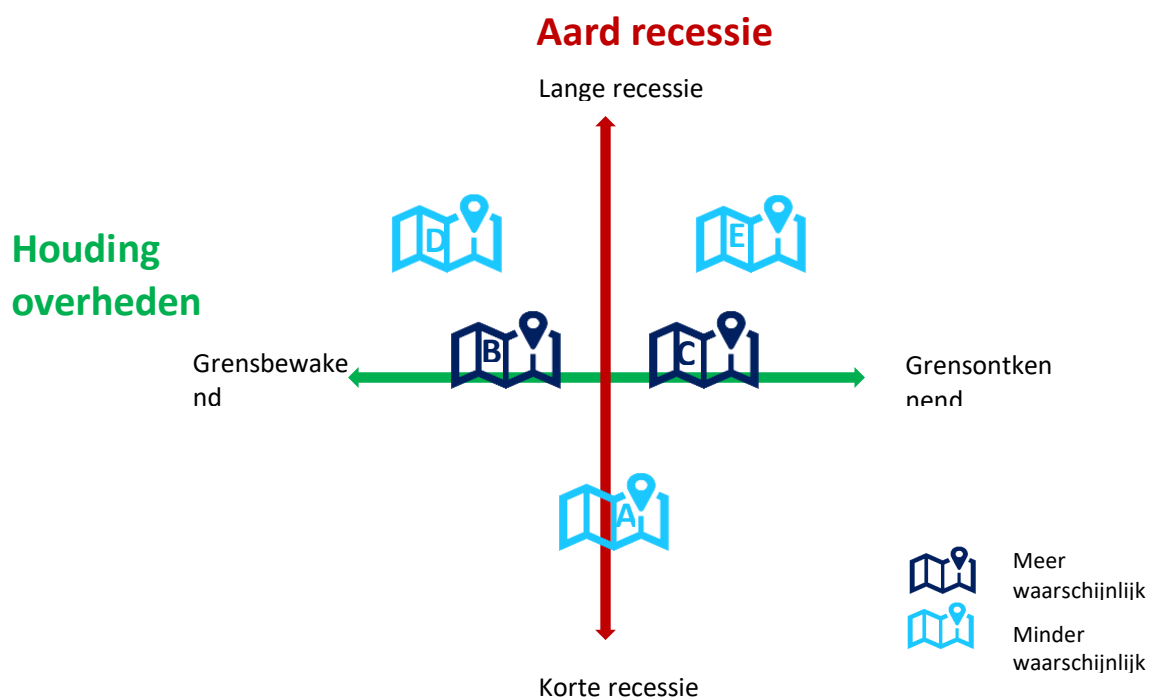 Aard recessie
Lange recessie
D
E
Houding
overheden
B
C
Grensbewake
nd
Grensontken
nend
A
Meer
waarschijnlijk
Minder
waarschijnlijk
Korte recessie